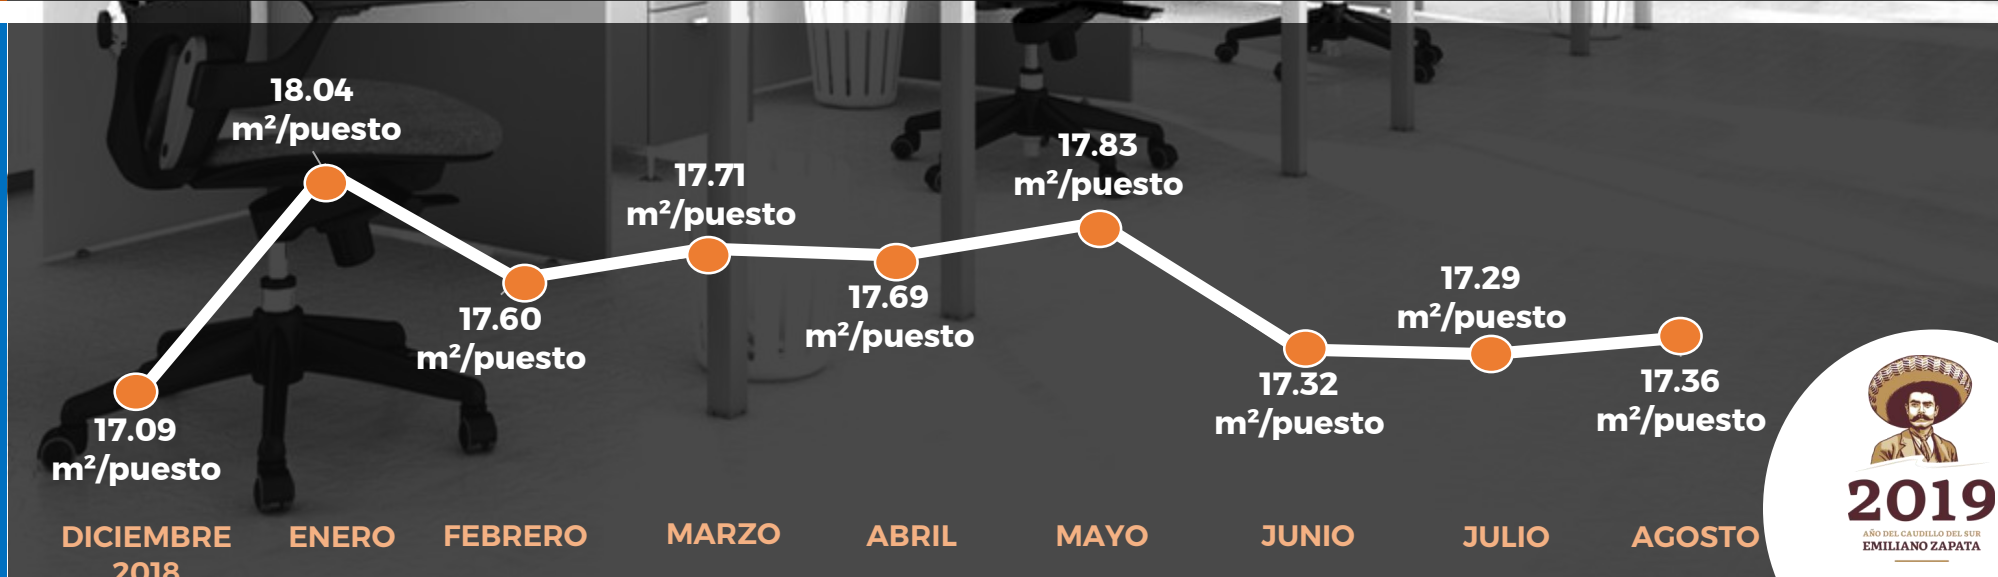 18.04
m²/puesto
17.83
m²/puesto
17.71
m²/puesto
17.29
m²/puesto
17.69
m²/puesto
17.60
m²/puesto
17.32
m²/puesto
17.36
m²/puesto
17.09
m²/puesto
DICIEMBRE
2018
ENERO
FEBRERO
MARZO
ABRIL
MAYO
JUNIO
JULIO
AGOSTO
2019
AÑO DEL CAUDILLO DEL SUR
EMILIANO ZAPATA